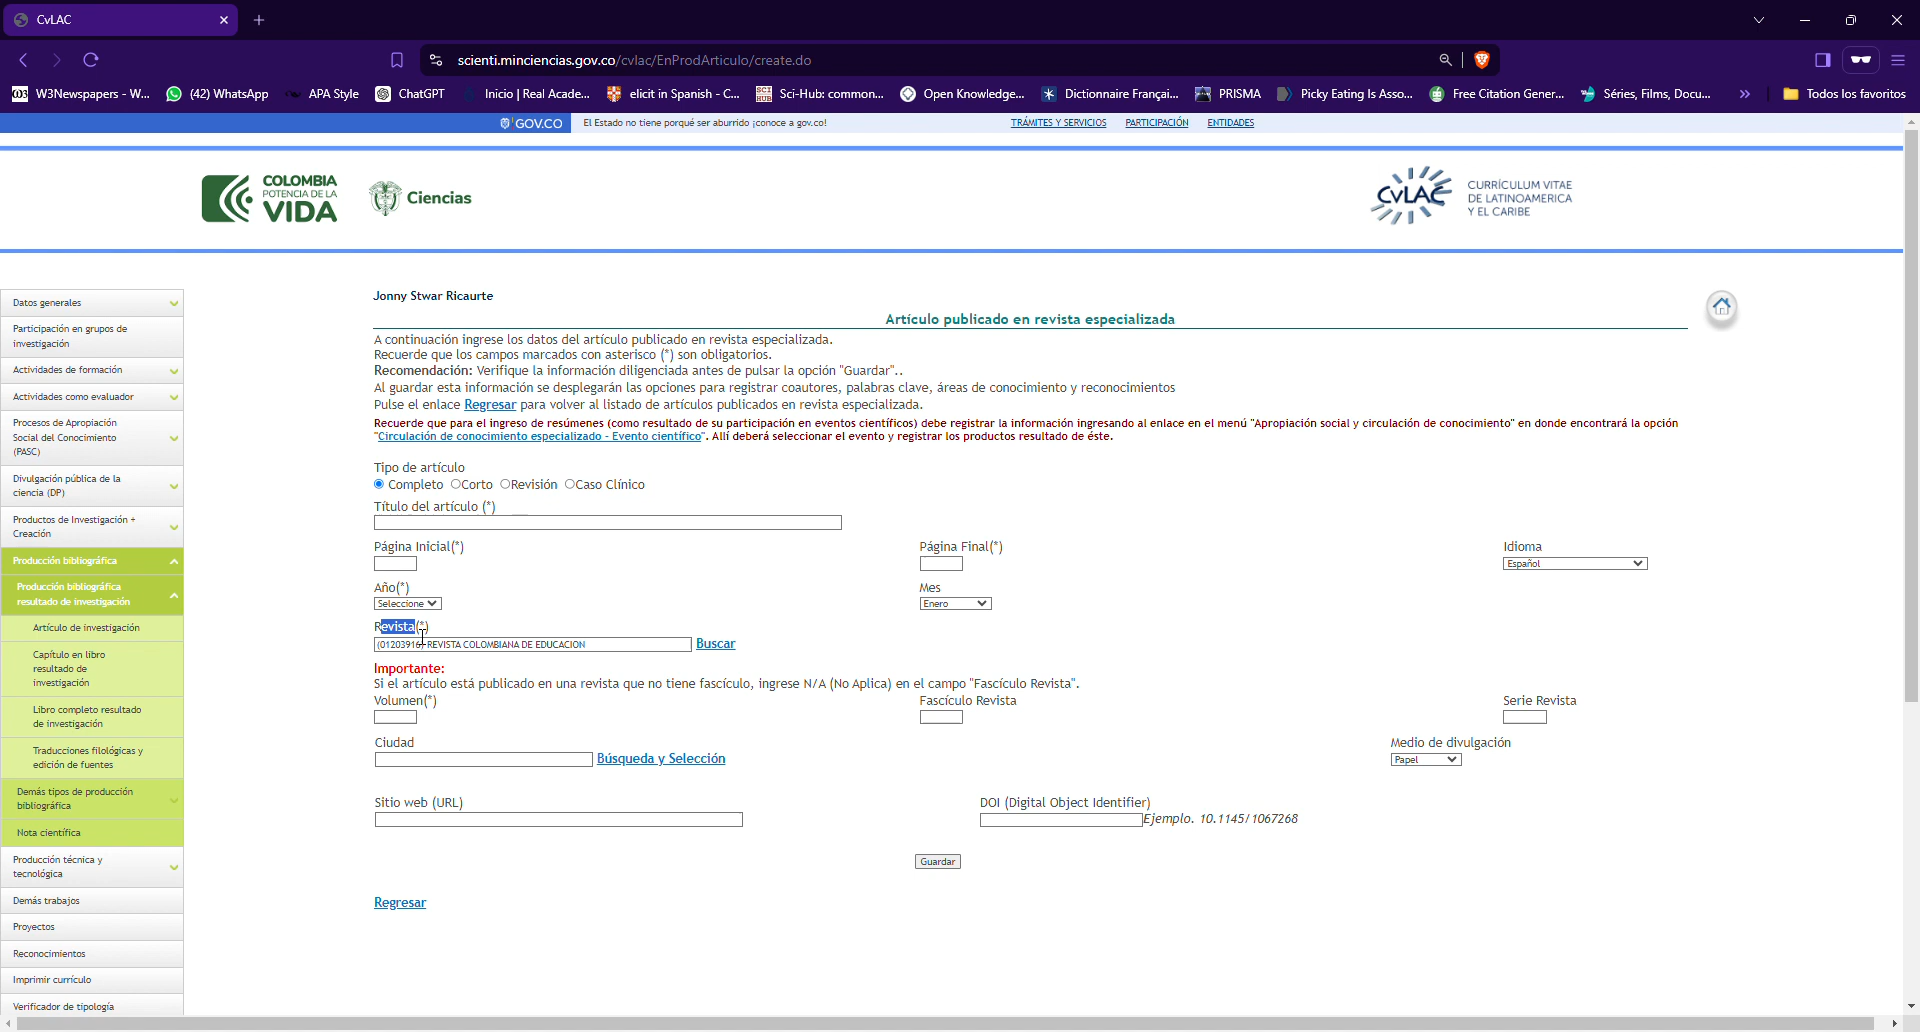 CvLAC
scienti.minciencias.gov.co/cvlac/EnProdArticulo/create.do
W3Newspapers - W... (42) WhatsApp APA Style ChatGPT Inicio | Real Acade... elicit in Spanish - C... Sci-Hub: common... Open Knowledge... Dictionnaire Françai... PRISMA Picky Eating Is Asso... Free Citation Gener... Séries, Films, Docu... » Todos los favoritos
GOV.CO El Estado no tiene porqué ser aburrido ¡conoce a gov.co! TRÁMITES Y SERVICIOS PARTICIPACIÓN ENTIDADES
COLOMBIA
POTENCIA DE LA
VIDA
Ciencias
CvLAC
CURRÍCULUM VITAE
DE LATINOAMERICA
Y EL CARIBE
Datos generales
Participación en grupos de
investigación
Actividades de formación
Actividades como evaluador
Procesos de Apropiación
Social del Conocimiento
(PASC)
Divulgación pública de la
ciencia (DP)
Productos de Investigación +
Creación
Producción bibliográfica
Producción bibliográfica
resultado de investigación
Artículo de investigación
Capítulo en libro
resultado de
investigación
Libro completo resultado
de investigación
Traducciones filológicas y
edición de fuentes
Demás tipos de producción
bibliográfica
Nota científica
Producción técnica y
tecnológica
Demás trabajos
Proyectos
Reconocimientos
Imprimir currículo
Verificador de tipología
Jonny Stwar Ricaurte
Artículo publicado en revista especializada
A continuación ingrese los datos del artículo publicado en revista especializada.
Recuerde que los campos marcados con asterisco (*) son obligatorios.
Recomendación: Verifique la información diligenciada antes de pulsar la opción "Guardar"..
Al guardar esta información se desplegarán las opciones para registrar coautores, palabras clave, áreas de conocimiento y reconocimientos
Pulse el enlace Regresar para volver al listado de artículos publicados en revista especializada.
Recuerde que para el ingreso de resúmenes (como resultado de su participación en eventos científicos) debe registrar la información ingresando al enlace en el menú "Apropiación social y circulación de conocimiento" en donde encontrará la opción
"Circulación de conocimiento especializado - Evento científico". Allí deberá seleccionar el evento y registrar los productos resultado de éste.
Tipo de artículo
Completo Corto Revisión Caso Clínico
Título del artículo (*)
Página Inicial(*) Página Final(*) Idioma
Español
Año(*) Mes
Seleccione Enero
Revista(*)
(01203916)- REVISTA COLOMBIANA DE EDUCACION Buscar
Importante:
Si el artículo está publicado en una revista que no tiene fascículo, ingrese N/A (No Aplica) en el campo "Fascículo Revista".
Volumen(*) Fascículo Revista Serie Revista
Ciudad Medio de divulgación
Búsqueda y Selección Papel
Sitio web (URL) DOI (Digital Object Identifier)
Ejemplo. 10.1145/1067268
Guardar
Regresar